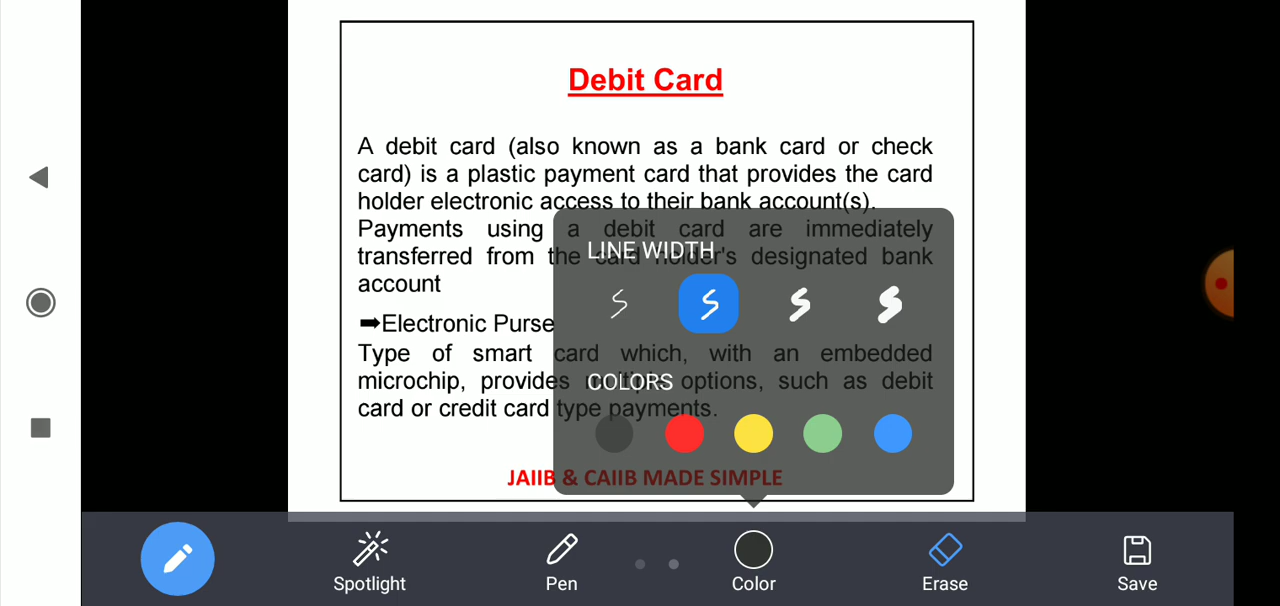 Debit Card
A debit card (also known as a bank card or check
card) is a plastic payment card that provides the card
holder electronic access to their bank account(s).
Payments using a debit card are immediately
transferred from the card holder's designated bank
account
➡Electronic Purse
Type of smart card which, with an embedded
microchip, provides multiple options, such as debit
card or credit card type payments.
JAIIB & CAIIB MADE SIMPLE
LINE WIDTH
COLORS
Spotlight
Pen
Color
Erase
Save